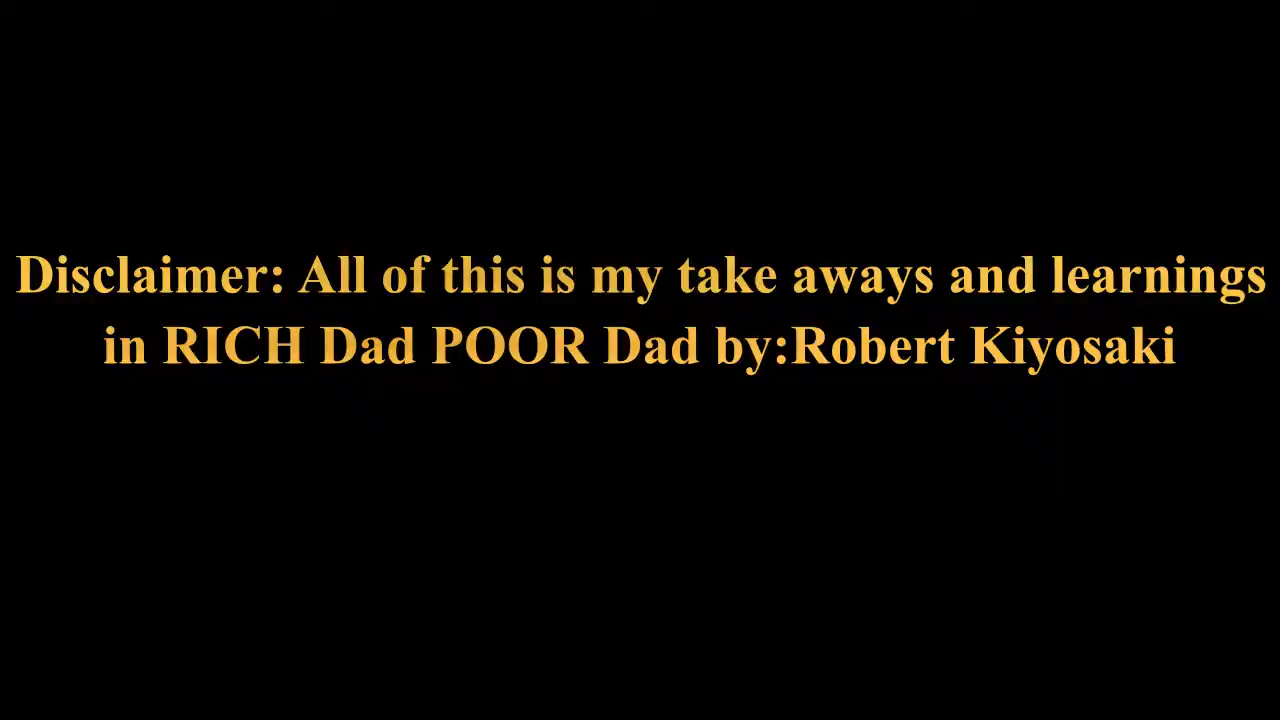 Disclaimer: All of this is my take aways and learnings
in RICH Dad POOR Dad by:Robert Kiyosaki